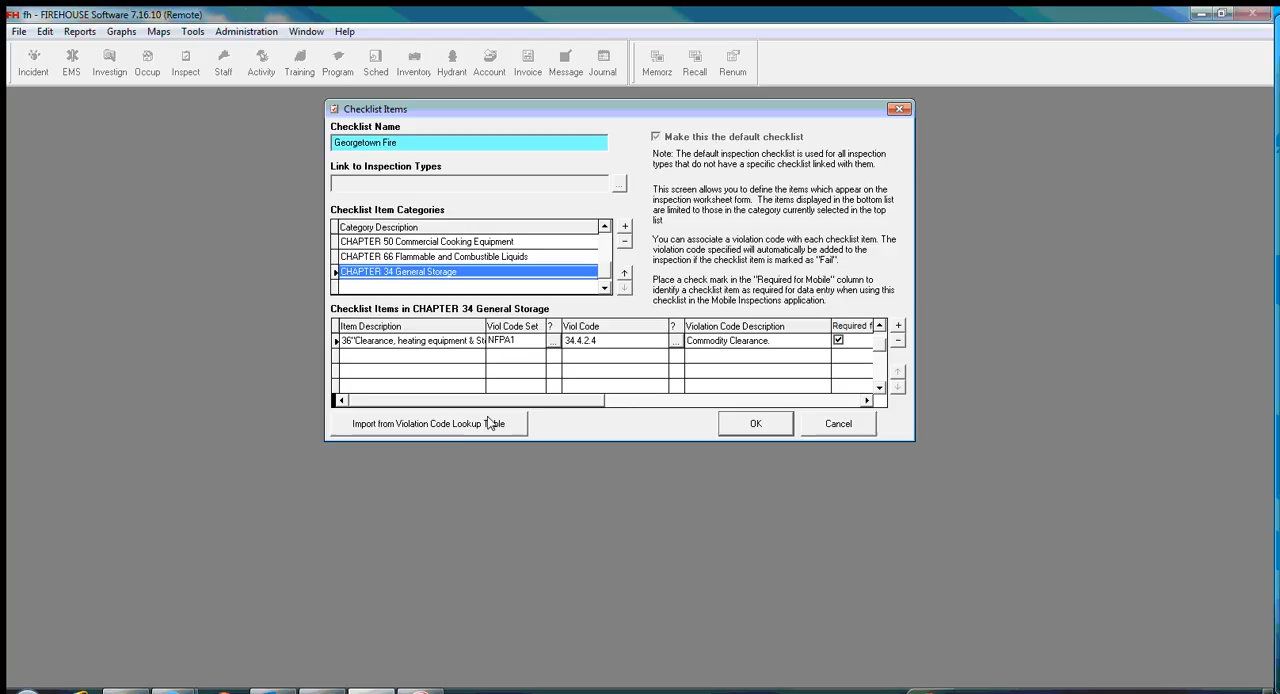 FH fh - FIREHOUSE Software 7.16.10 (Remote)
File Edit Reports Graphs Maps Tools Administration Window Help
Incident EMS Investign Occup Inspect Staff Activity Training Program Sched Inventory Hydrant Account Invoice Message Journal Memorz Recall Renum
Checklist Items
Checklist Name
Georgetown Fire
Make this the default checklist
Note: The default inspection checklist is used for all inspection
types that do not have a specific checklist linked with them.
Link to Inspection Types
...
This screen allows you to define the items which appear on the
inspection worksheet form. The items displayed in the bottom list
are limited to those in the category currently selected in the top
list
Checklist Item Categories
Category Description
CHAPTER 50 Commercial Cooking Equipment
CHAPTER 66 Flammable and Combustible Liquids
CHAPTER 34 General Storage
+
-
You can associate a violation code with each checklist item. The
violation code specified will automatically be added to the
inspection if the checklist item is marked as "Fail".
Place a check mark in the "Required for Mobile" column to
identify a checklist item as required for data entry when using this
checklist in the Mobile Inspections application.
Checklist Items in CHAPTER 34 General Storage
Item Description Viol Code Set ? Viol Code ? Violation Code Description Required f
36"Clearance, heating equipment & St NFPA1 ... 34.4.2.4 ... Commodity Clearance.
+
-
Import from Violation Code Lookup Table OK Cancel